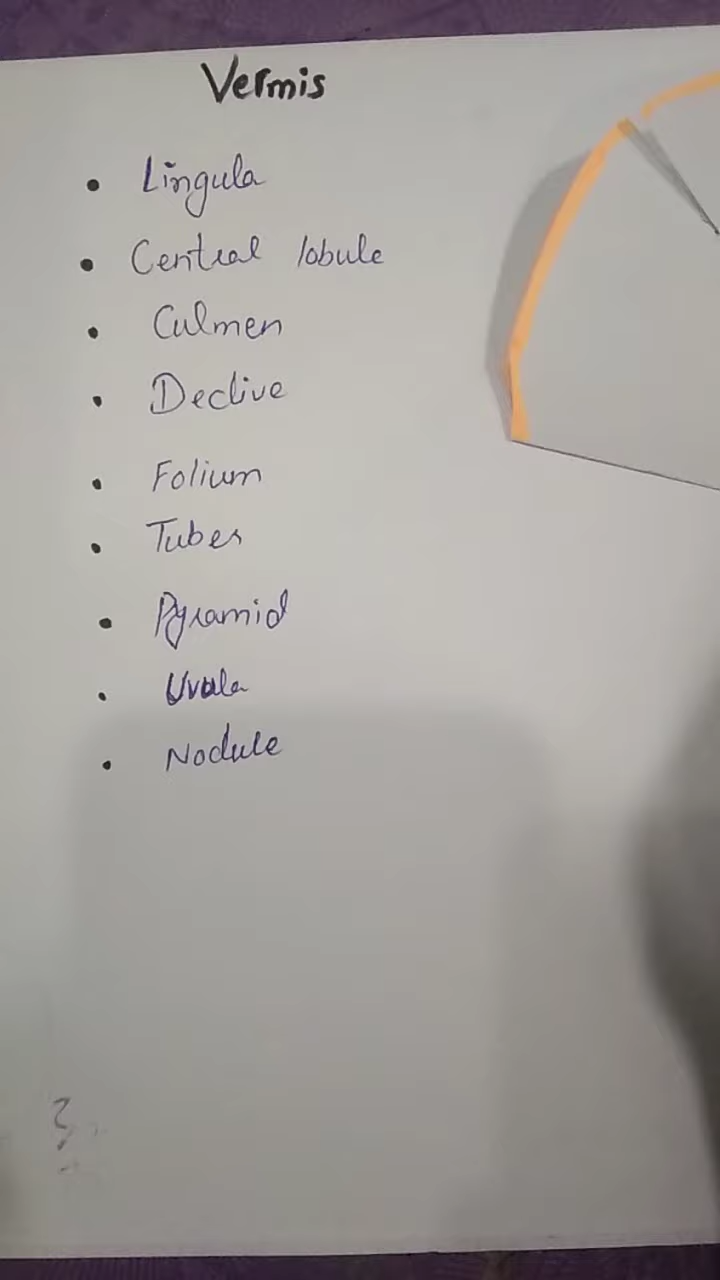 Vermis
• Lingula
• Central lobule
• Culmen
• Declive
• Folium
• Tuber
• Pyramid
• Uvula
• Nodule